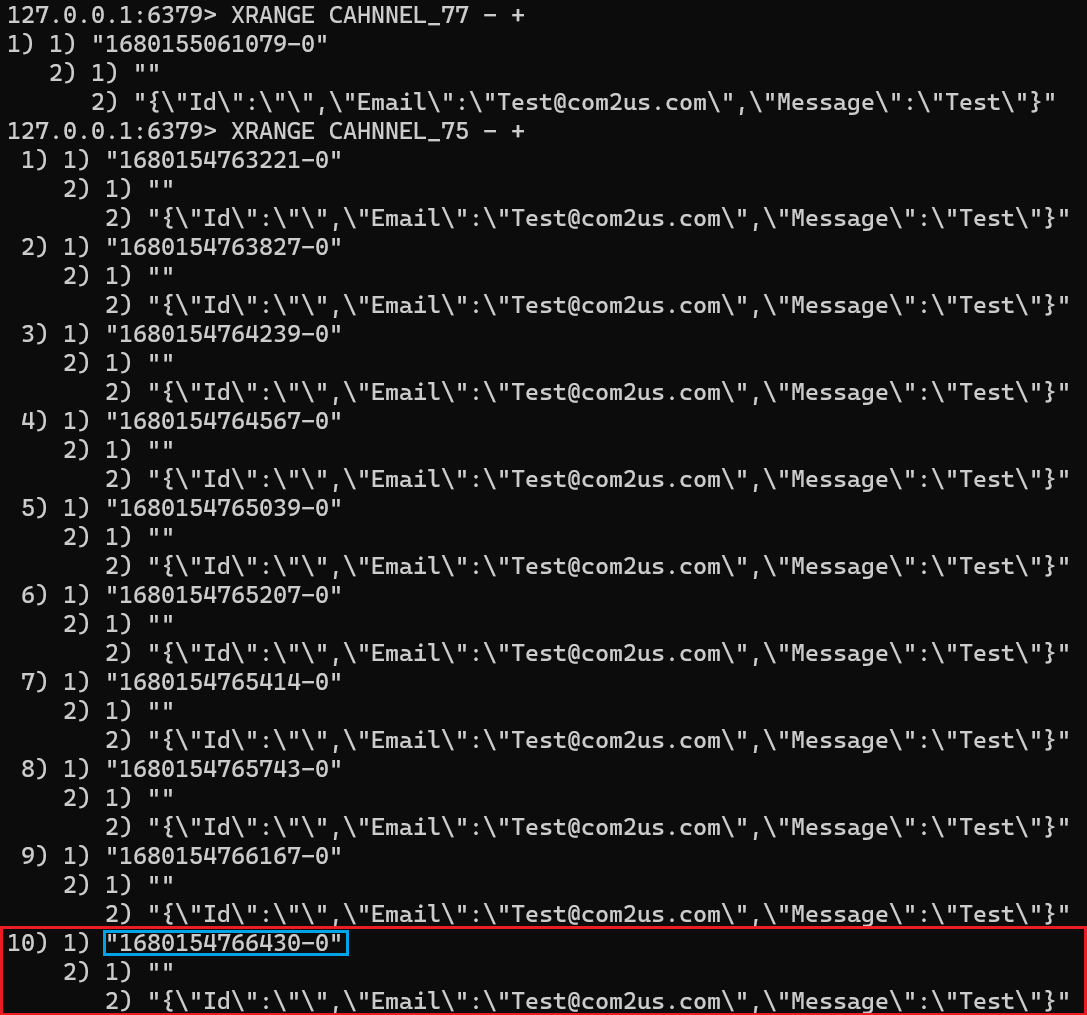 127.0.0.1:6379> XRANGE CAHNNEL_77 - +
1) 1) "1680155061079-0"
   2) 1) ""
      2) "{\"Id\":\"\",\"Email\":\"Test@com2us.com\",\"Message\":\"Test\"}"
127.0.0.1:6379> XRANGE CAHNNEL_75 - +
 1) 1) "1680154763221-0"
    2) 1) ""
       2) "{\"Id\":\"\",\"Email\":\"Test@com2us.com\",\"Message\":\"Test\"}"
 2) 1) "1680154763827-0"
    2) 1) ""
       2) "{\"Id\":\"\",\"Email\":\"Test@com2us.com\",\"Message\":\"Test\"}"
 3) 1) "1680154764239-0"
    2) 1) ""
       2) "{\"Id\":\"\",\"Email\":\"Test@com2us.com\",\"Message\":\"Test\"}"
 4) 1) "1680154764567-0"
    2) 1) ""
       2) "{\"Id\":\"\",\"Email\":\"Test@com2us.com\",\"Message\":\"Test\"}"
 5) 1) "1680154765039-0"
    2) 1) ""
       2) "{\"Id\":\"\",\"Email\":\"Test@com2us.com\",\"Message\":\"Test\"}"
 6) 1) "1680154765207-0"
    2) 1) ""
       2) "{\"Id\":\"\",\"Email\":\"Test@com2us.com\",\"Message\":\"Test\"}"
 7) 1) "1680154765414-0"
    2) 1) ""
       2) "{\"Id\":\"\",\"Email\":\"Test@com2us.com\",\"Message\":\"Test\"}"
 8) 1) "1680154765743-0"
    2) 1) ""
       2) "{\"Id\":\"\",\"Email\":\"Test@com2us.com\",\"Message\":\"Test\"}"
 9) 1) "1680154766167-0"
    2) 1) ""
       2) "{\"Id\":\"\",\"Email\":\"Test@com2us.com\",\"Message\":\"Test\"}"
10) 1) "1680154766430-0"
    2) 1) ""
       2) "{\"Id\":\"\",\"Email\":\"Test@com2us.com\",\"Message\":\"Test\"}"